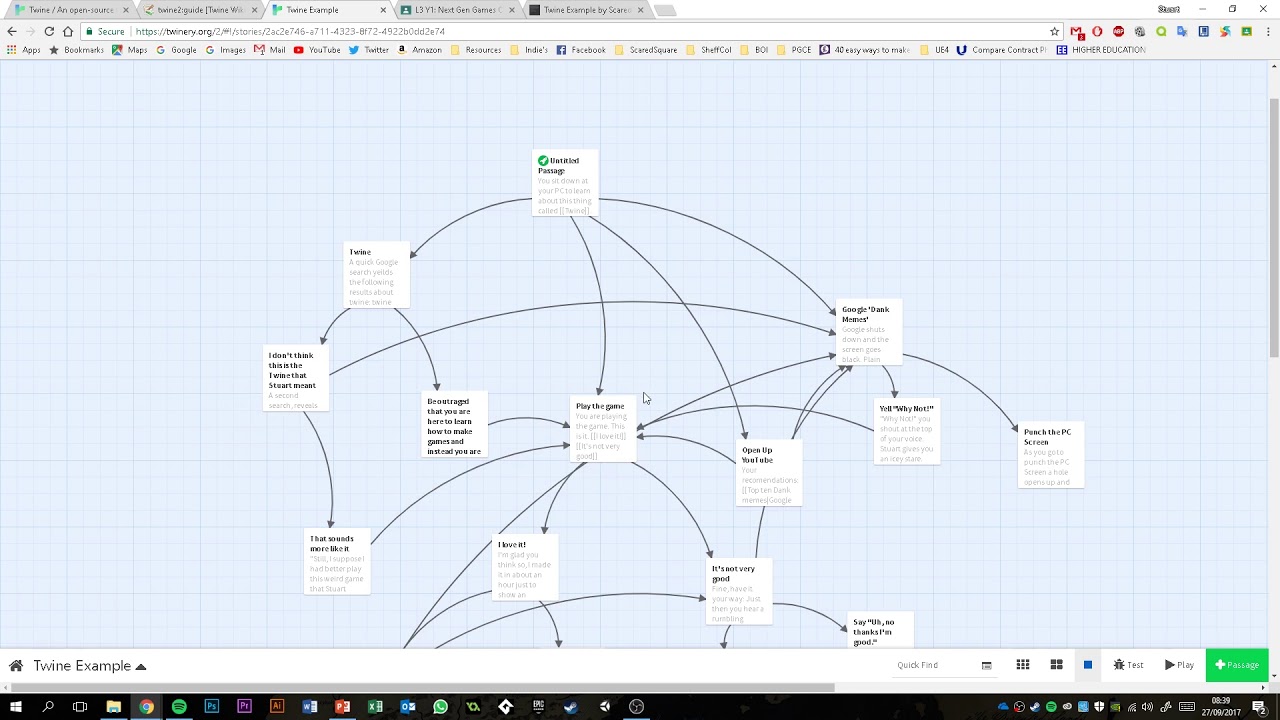 Twine / An open-source
twine2:guide [Twine Wik
Twine Example
L3 Y1: Next Gen Games C
Twine Example by Scared
Stuart
Secure
https://twinery.org/2/#!/stories/2ac2e746-a711-4323-8f72-4922b0dd2e74
Apps
Bookmarks
Google
Maps
Google
Images
Gmail
YouTube
Twitter
Amazon
Resources
Indie's
Facebook
ScaredSquare
SheffCol
BOI
PGCE
40 easy ways to make
UE4
Compare Contract Pl
HIGHER EDUCATION
Untitled
Passage
You sit down at
your PC to learn
about this thing
called [[Twine]]
Twine
A quick Google
search yeilds
the following
results about
twine: twine
Google 'Dank
Memes'
Google shuts
down and the
screen goes
black. Plain
I don't think
this is the
Twine that
Stuart meant
A second
search, reveals
Be outraged
that you are
here to learn
how to make
games and
instead you are
Play the game
You are playing
the game. This
is it. [[I love it!]]
[[It's not very
good]]
Yell "Why Not!"
"Why Not!" you
shout at the top
of your voice.
Stuart gives you
an icey stare.
Punch the PC
Screen
As you go to
punch the PC
Screen a hole
opens up and
Open Up
YouTube
Your
recomendations:
[[Top ten Dank
memes|Google
That sounds
more like it
"Still, I suppose I
had better play
this weird game
that Stuart
I love it!
I'm glad you
think so, I made
it in about an
hour just to
show an
It's not very
good
Fine, have it
your way. Just
then you hear a
rumbling.
Say "Uh, no
thanks I'm
good."
Twine Example
Quick Find
Test
Play
+Passage
08:39
27/09/2017